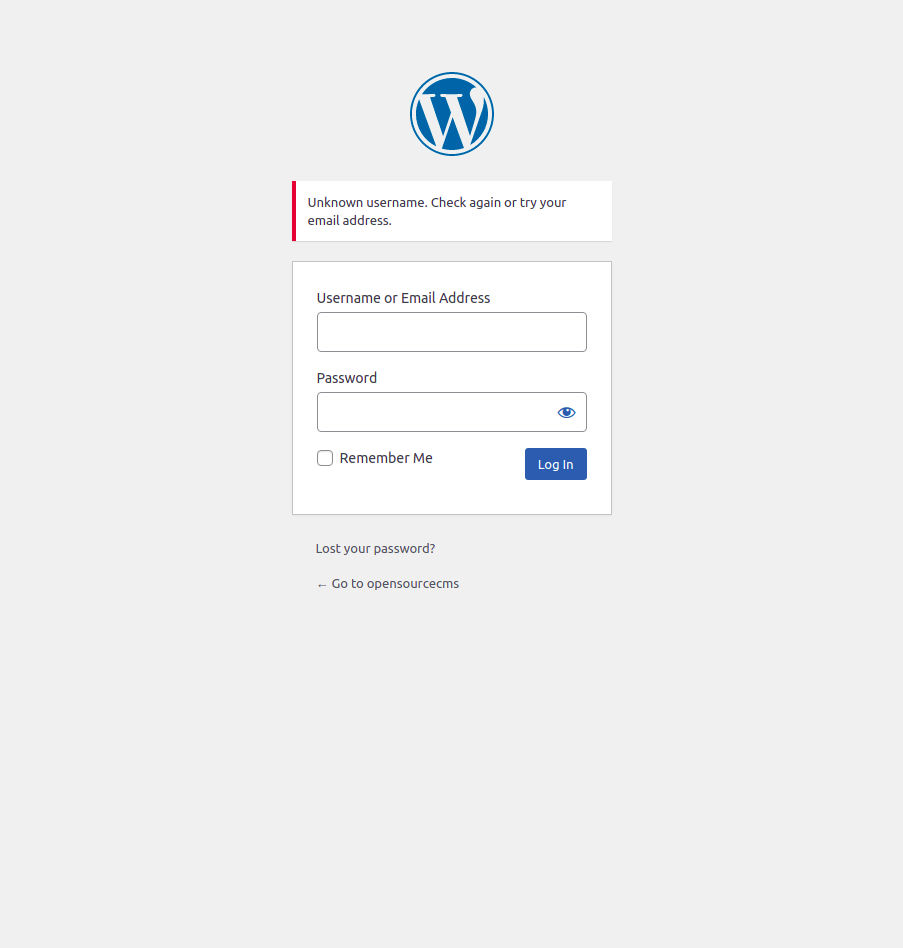 Unknown username. Check again or try your
email address.
Username or Email Address
Password
Remember Me
Log In
Lost your password?
← Go to opensourcecms